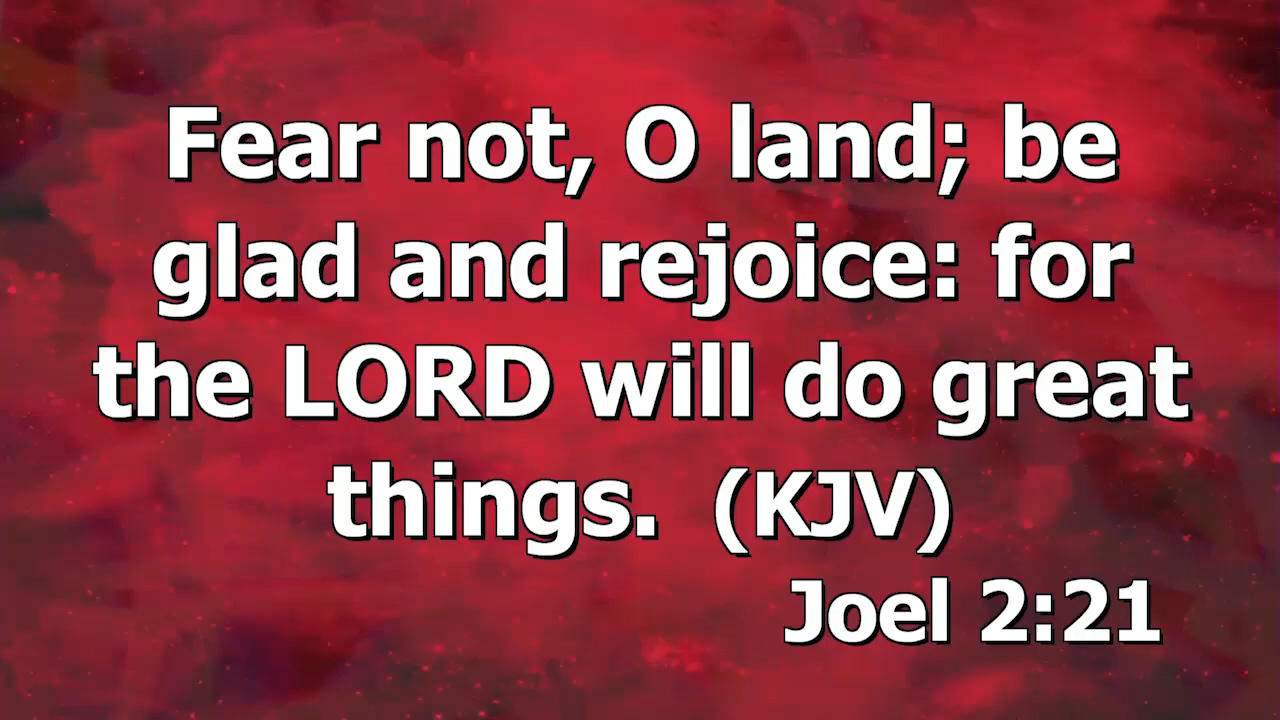 Fear not, O land; be
glad and rejoice: for
the LORD will do great
things. (KJV)
Joel 2:21